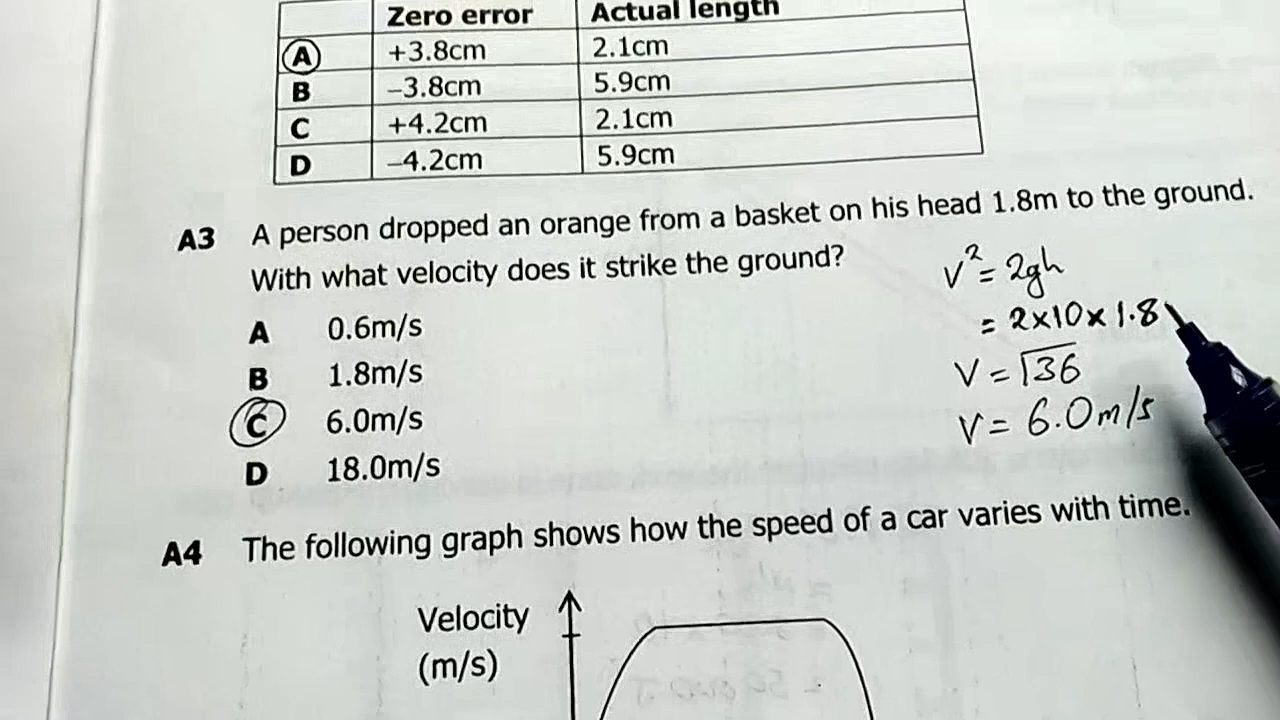 Zero error Actual length
A +3.8cm 2.1cm
B –3.8cm 5.9cm
C +4.2cm 2.1cm
D –4.2cm 5.9cm
A3 A person dropped an orange from a basket on his head 1.8m to the ground.
With what velocity does it strike the ground?
A 0.6m/s
B 1.8m/s
C 6.0m/s
D 18.0m/s
V² = 2gh
= 2×10×1.8
V = √36
V = 6.0m/s
A4 The following graph shows how the speed of a car varies with time.
Velocity
(m/s)